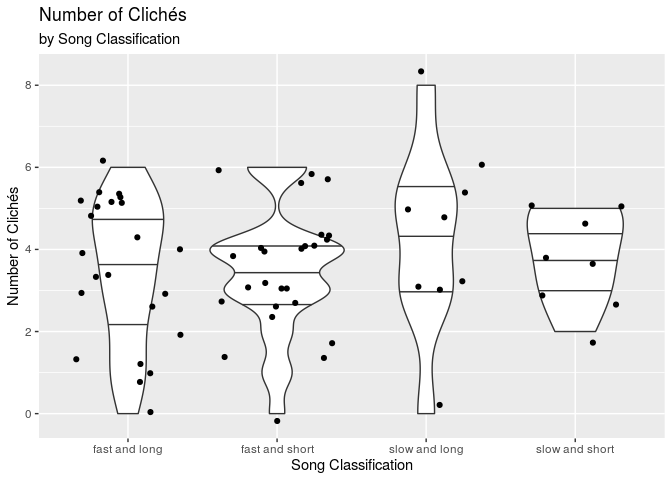 Number of Clichés
by Song Classification
Number of Clichés
8
6
4
2
0
fast and long
fast and short
slow and long
slow and short
Song Classification